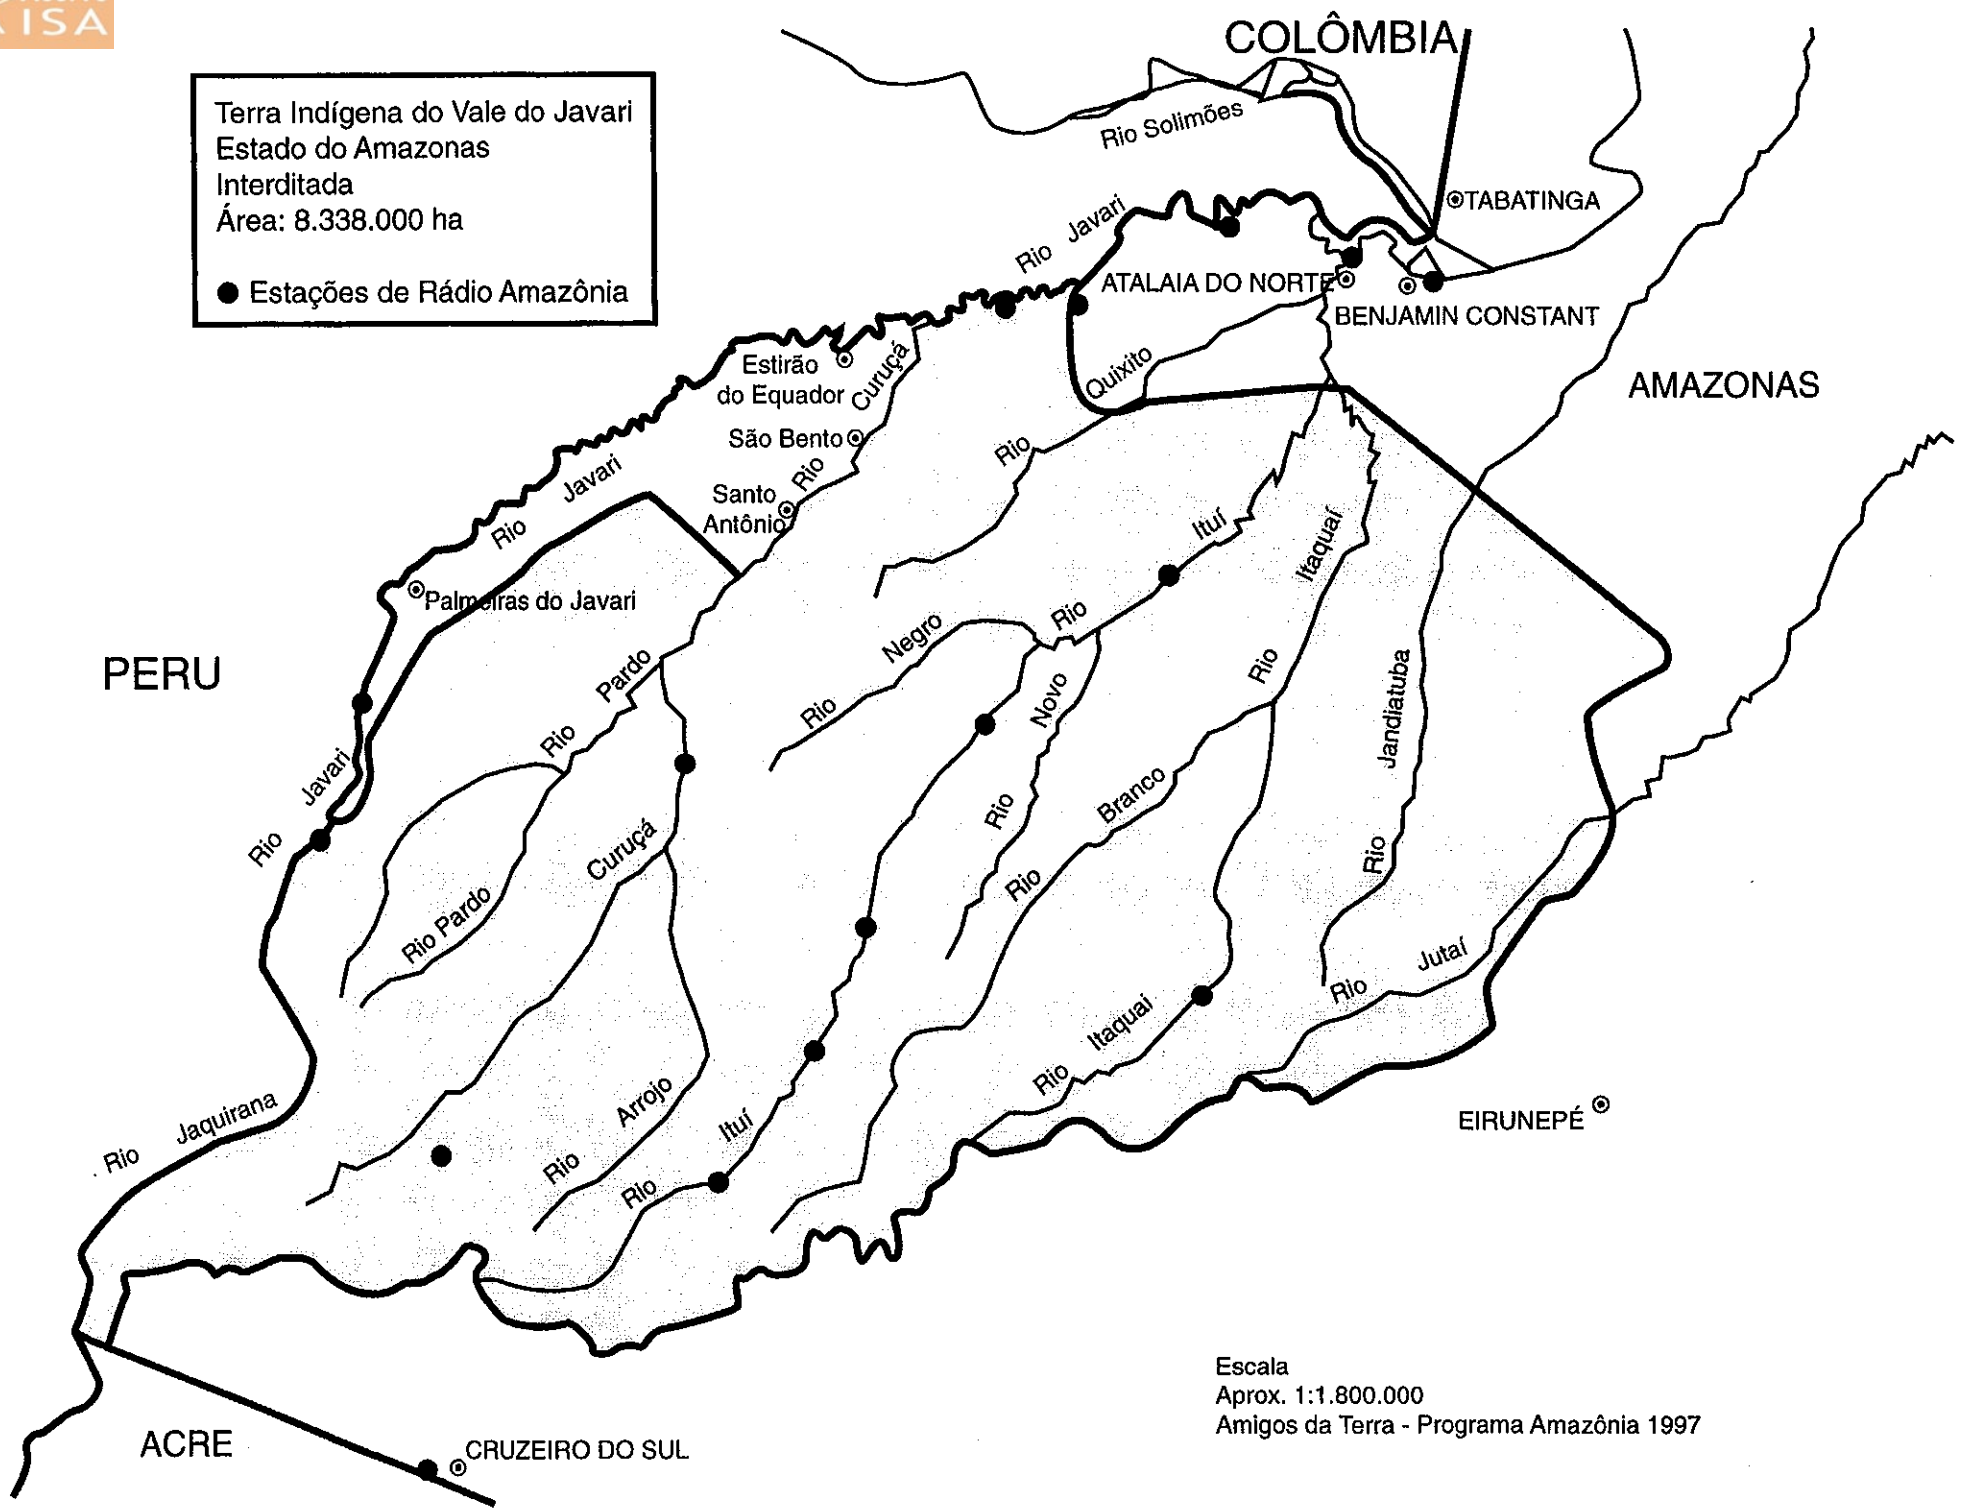 ISA
COLÔMBIA
Terra Indígena do Vale do Javari
Estado do Amazonas
Interditada
Área: 8.338.000 ha
Estações de Rádio Amazônia
Rio Solimões
TABATINGA
Rio Javari
ATALAIA DO NORTE
BENJAMIN CONSTANT
AMAZONAS
Estirão
do Equador
Curuçá
Quixito
São Bento
Rio
Rio
Rio Javari
Santo
Antônio
Ituí
Itaquaí
Palmeiras do Javari
PERU
Rio
Negro
Rio
Pardo
Rio
Novo
Rio
Rio
Jandiatuba
Rio
Javari
Rio
Branco
Rio
Rio
Curuçá
Rio
Rio
Rio Pardo
Jutaí
Rio
Itaquai
Rio
Arrojo
Rio
Ituí
Rio
Jaquirana
Rio
EIRUNEPÉ
Escala
Aprox. 1:1.800.000
Amigos da Terra - Programa Amazônia 1997
ACRE
CRUZEIRO DO SUL